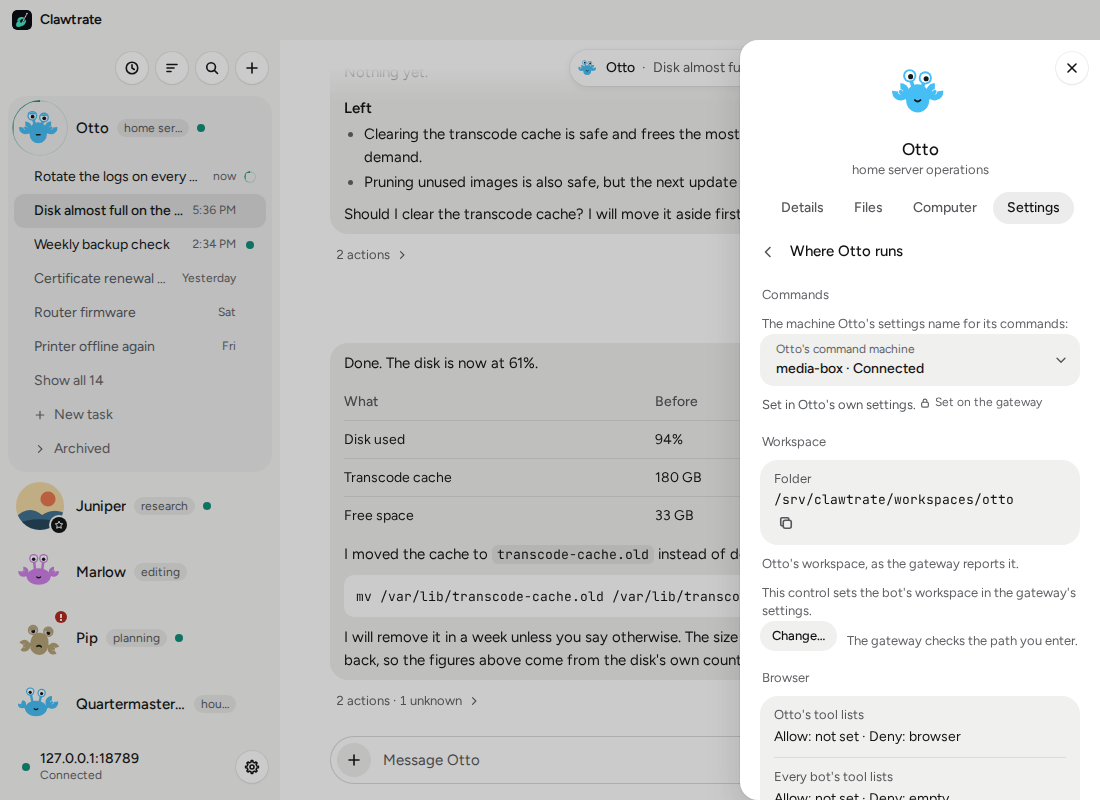 Clawtrate
Otto
home ser...
Rotate the logs on every ... now
Disk almost full on the ... 5:36 PM
Weekly backup check 2:34 PM
Certificate renewal ... Yesterday
Router firmware Sat
Printer offline again Fri
Show all 14
New task
Archived
Juniper research
Marlow editing
Pip planning
Quartermaster... hou...
127.0.0.1:18789
Connected
Nothing yet.
Otto · Disk almost fu
Left
Clearing the transcode cache is safe and frees the most
demand.
Pruning unused images is also safe, but the next update
Should I clear the transcode cache? I will move it aside first
2 actions
Done. The disk is now at 61%.
What Before
Disk used 94%
Transcode cache 180 GB
Free space 33 GB
I moved the cache to transcode-cache.old instead of d
mv /var/lib/transcode-cache.old /var/lib/transco
I will remove it in a week unless you say otherwise. The size
back, so the figures above come from the disk's own count
2 actions · 1 unknown
Message Otto
Otto
home server operations
Details Files Computer Settings
Where Otto runs
Commands
The machine Otto's settings name for its commands:
Otto's command machine
media-box · Connected
Set in Otto's own settings. Set on the gateway
Workspace
Folder
/srv/clawtrate/workspaces/otto
Otto's workspace, as the gateway reports it.
This control sets the bot's workspace in the gateway's
settings.
Change... The gateway checks the path you enter.
Browser
Otto's tool lists
Allow: not set · Deny: browser
Every bot's tool lists
Allow: not set · Deny: empty